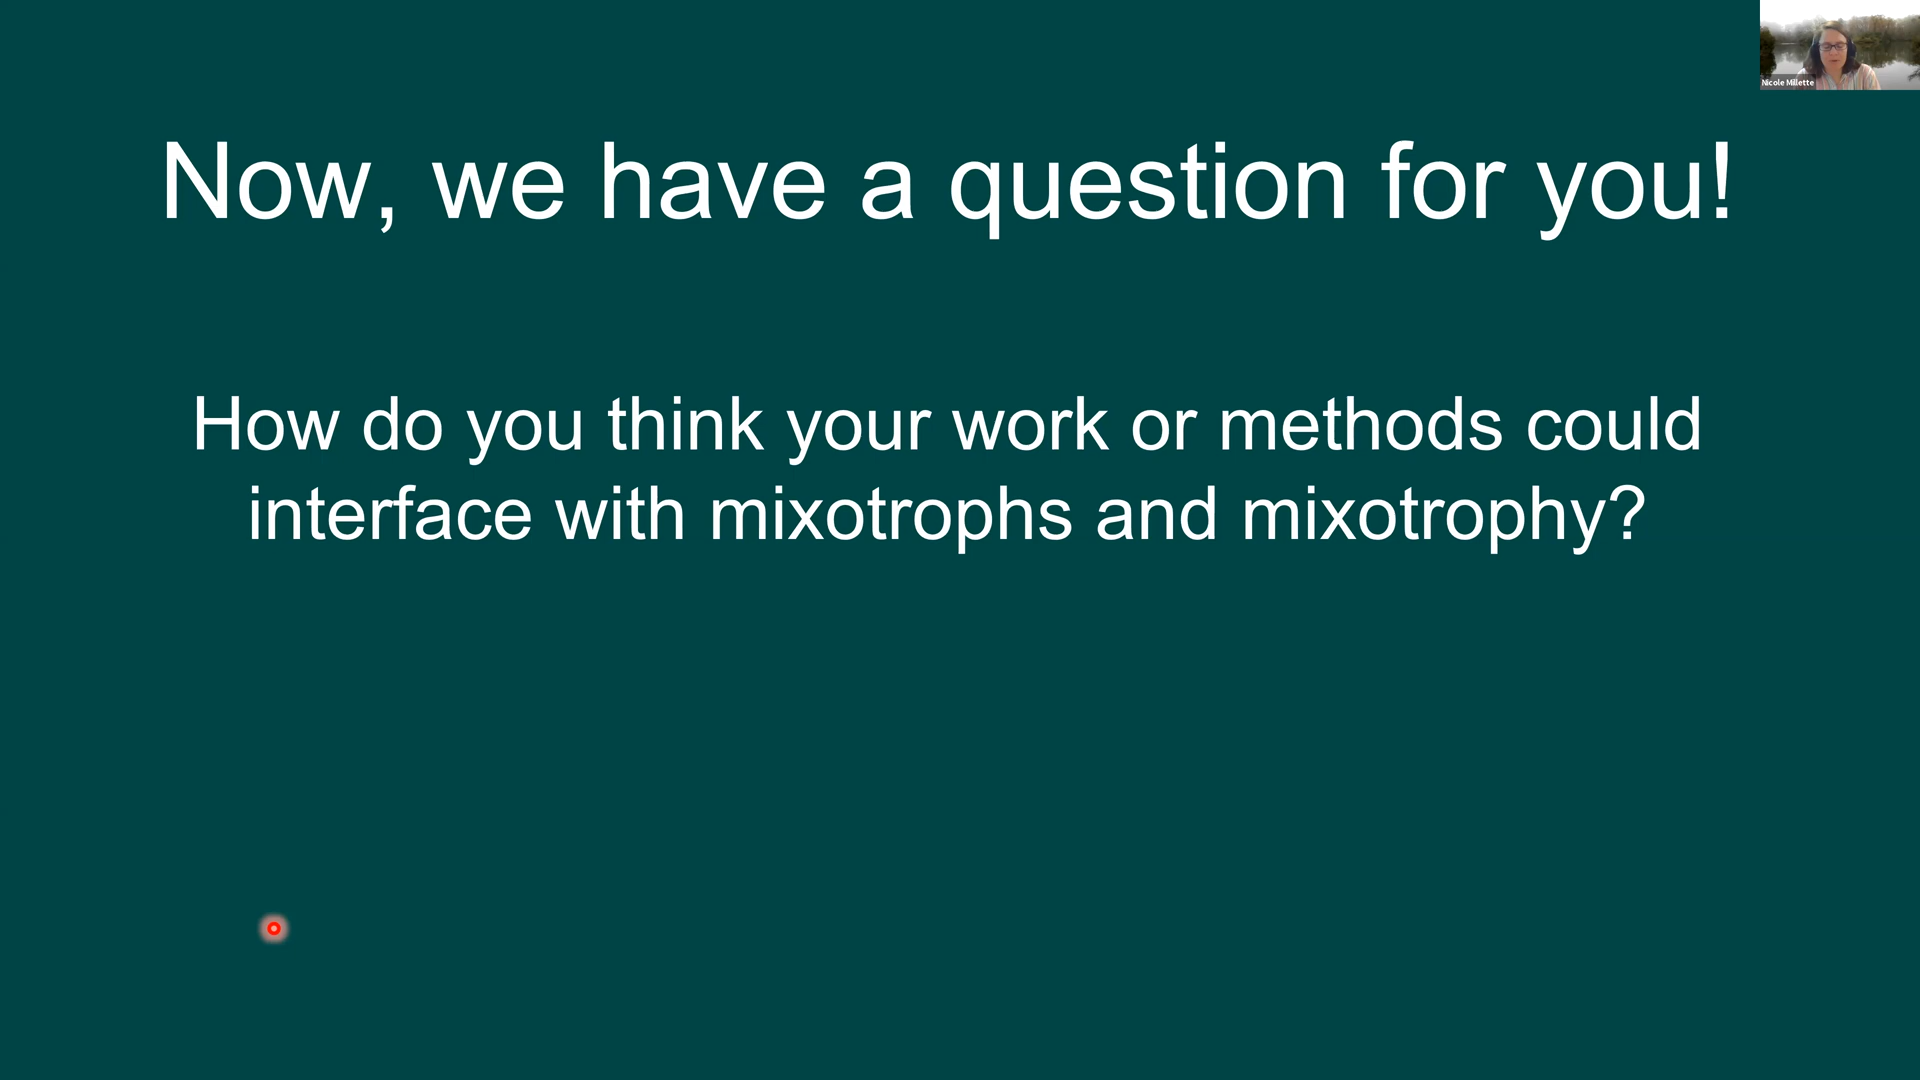 Nicole Millette
Now, we have a question for you!
How do you think your work or methods could
interface with mixotrophs and mixotrophy?